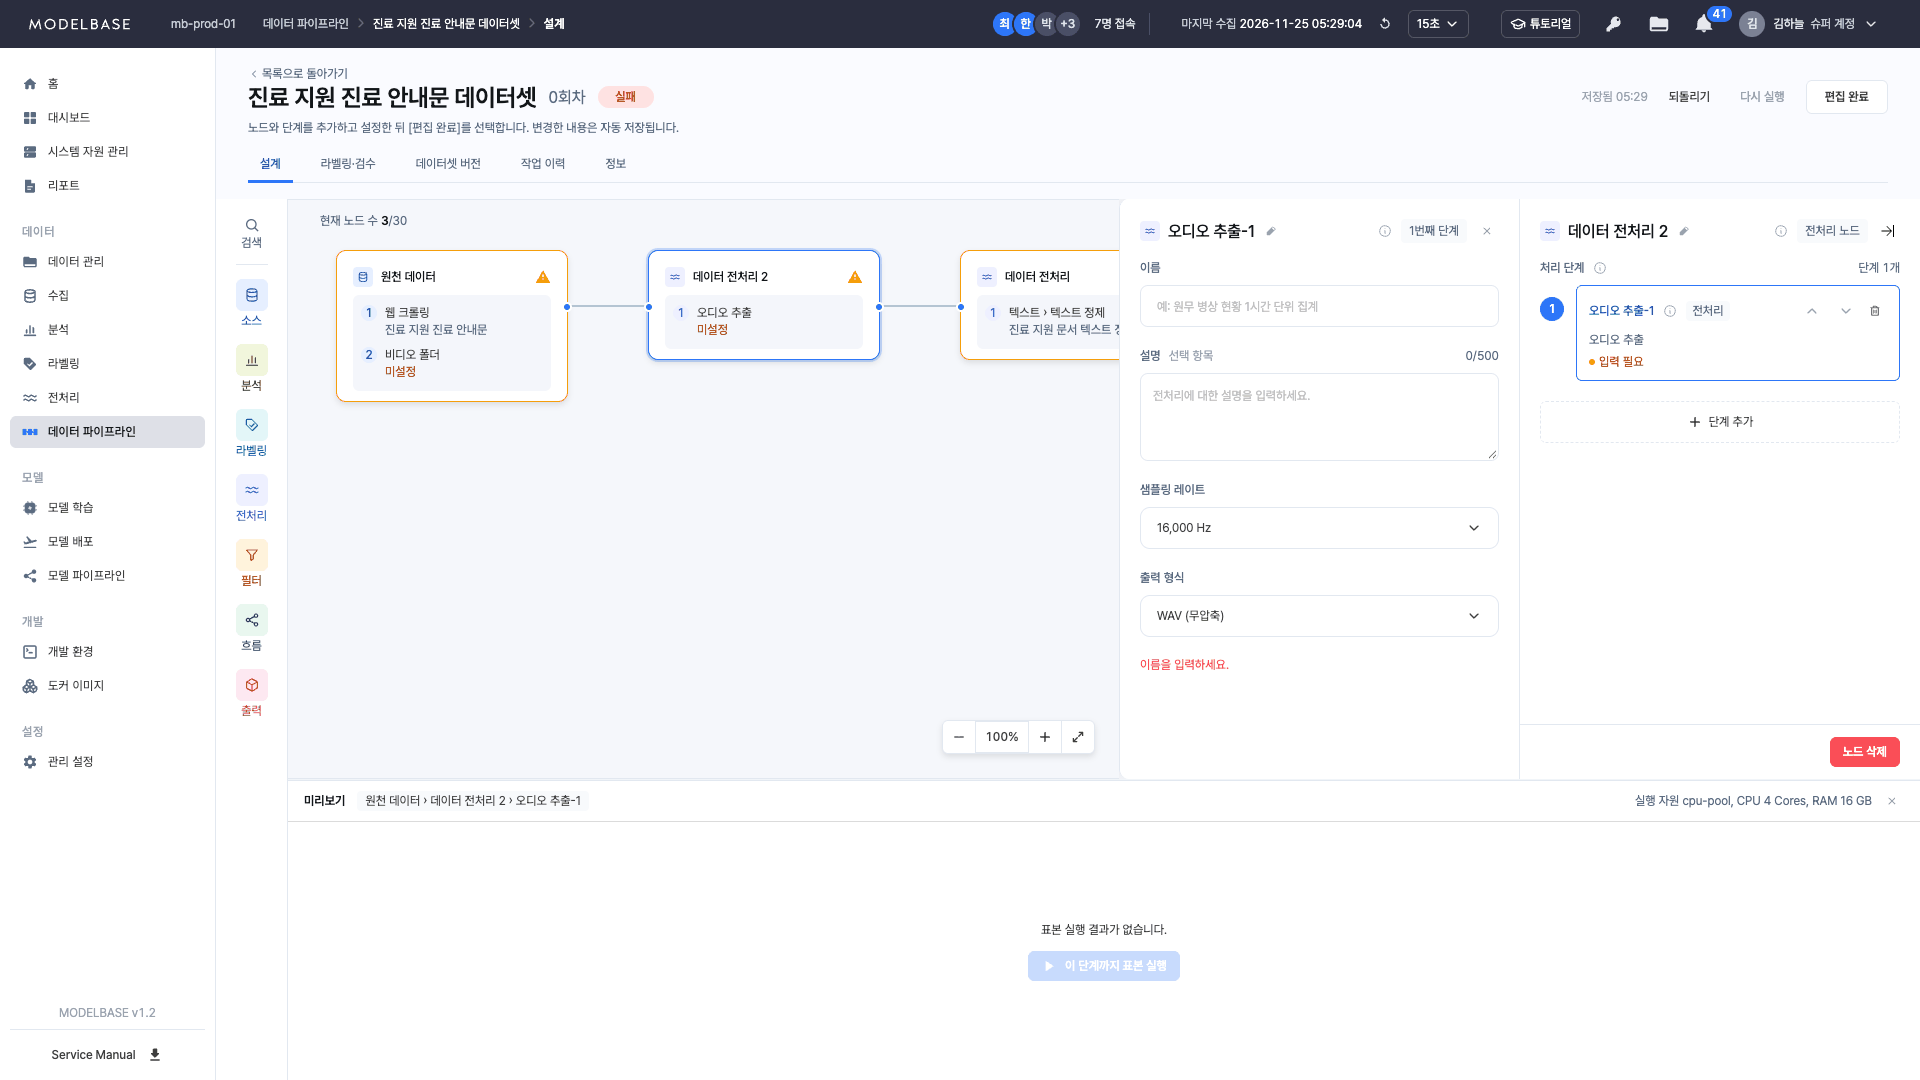 MODELBASE
mb-prod-01
데이터 파이프라인 > 진료 지원 진료 안내문 데이터셋 > 설계
최 한 박 +3 7명 접속
마지막 수집 2026-11-25 05:29:04
15초
튜토리얼
41
김 김하늘 슈퍼 계정
홈
대시보드
시스템 자원 관리
리포트
데이터
데이터 관리
수집
분석
라벨링
전처리
데이터 파이프라인
모델
모델 학습
모델 배포
모델 파이프라인
개발
개발 환경
도커 이미지
설정
관리 설정
MODELBASE v1.2
Service Manual
목록으로 돌아가기
진료 지원 진료 안내문 데이터셋 0회차 실패
노드와 단계를 추가하고 설정한 뒤 [편집 완료]를 선택합니다. 변경한 내용은 자동 저장됩니다.
저장됨 05:29 되돌리기 다시 실행 편집 완료
설계 라벨링·검수 데이터셋 버전 작업 이력 정보
검색
소스
분석
라벨링
전처리
필터
흐름
출력
현재 노드 수 3/30
원천 데이터
1 웹 크롤링
진료 지원 진료 안내문
2 비디오 폴더
미설정
데이터 전처리 2
1 오디오 추출
미설정
데이터 전처리
1 텍스트 › 텍스트 정제
진료 지원 문서 텍스트
100%
오디오 추출-1 1번째 단계
이름
예: 원무 병상 현황 1시간 단위 집계
설명 선택 항목 0/500
전처리에 대한 설명을 입력하세요.
샘플링 레이트
16,000 Hz
출력 형식
WAV (무압축)
이름을 입력하세요.
데이터 전처리 2 전처리 노드
처리 단계 단계 1개
1 오디오 추출-1 전처리
오디오 추출
입력 필요
단계 추가
노드 삭제
미리보기 원천 데이터 › 데이터 전처리 2 › 오디오 추출-1
실행 자원 cpu-pool, CPU 4 Cores, RAM 16 GB
표본 실행 결과가 없습니다.
이 단계까지 표본 실행